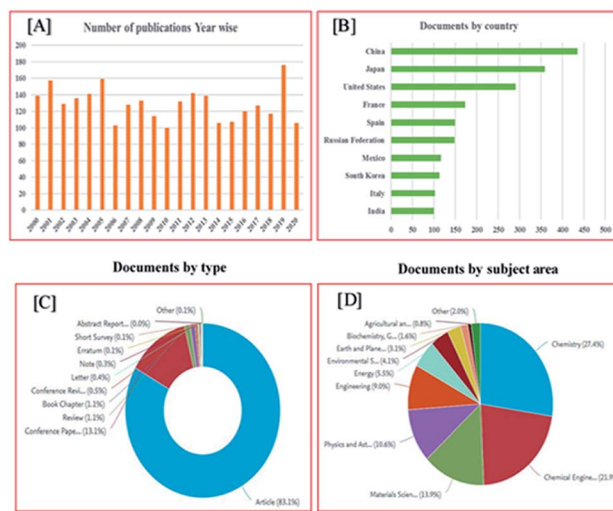 [A]
Number of publications Year wise
200
180
160
140
120
100
80
60
40
20
0
2000 2001 2002 2003 2004 2005 2006 2007 2008 2009 2010 2011 2012 2013 2014 2015 2016 2017 2018 2019 2020
[B]
Documents by country
China
Japan
United States
France
Spain
Russian Federation
Mexico
South Korea
Italy
India
0 50 100 150 200 250 300 350 400 450 500
Documents by type
[C]
Other (0.1%)
Abstract Report... (0.0%)
Short Survey (0.1%)
Erratum (0.1%)
Note (0.3%)
Letter (0.4%)
Conference Revi... (0.5%)
Book Chapter (1.1%)
Review (1.1%)
Conference Pape... (13.1%)
Article (83.1%)
Documents by subject area
[D]
Other (2.0%)
Agricultural an... (0.8%)
Biochemistry, G... (1.6%)
Earth and Plane... (3.1%)
Environmental S... (4.1%)
Energy (5.5%)
Engineering (9.0%)
Physics and Ast... (10.6%)
Materials Scien... (13.9%)
Chemical Engine... (21.9%
Chemistry (27.4%)